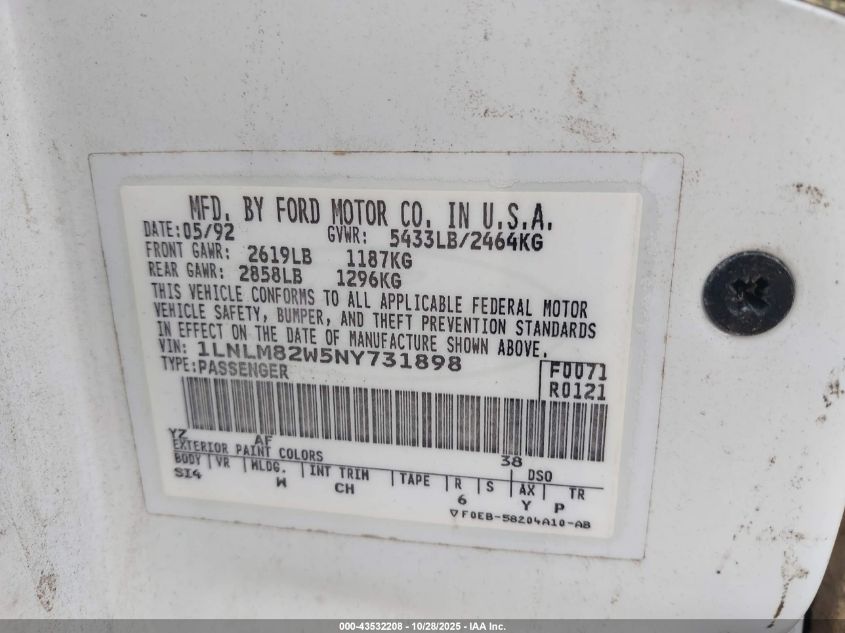 MFD. BY FORD MOTOR CO. IN U.S.A.
DATE: 05/92 GVWR: 5433LB/2464KG
FRONT GAWR: 2619LB 1187KG
REAR GAWR: 2858LB 1296KG
THIS VEHICLE CONFORMS TO ALL APPLICABLE FEDERAL MOTOR
VEHICLE SAFETY, BUMPER, AND THEFT PREVENTION STANDARDS
IN EFFECT ON THE DATE OF MANUFACTURE SHOWN ABOVE.
VIN: 1LNLM82W5NY731898
TYPE: PASSENGER
F0071
R0121
YZ AF 38
EXTERIOR PAINT COLORS DSO
BODY VR MLDG. INT TRIM TAPE R S AX TR
SI4 W CH 6 Y P
▽F0EB-58204A10-AB
000-43532208 - 10/28/2025 - IAA Inc.